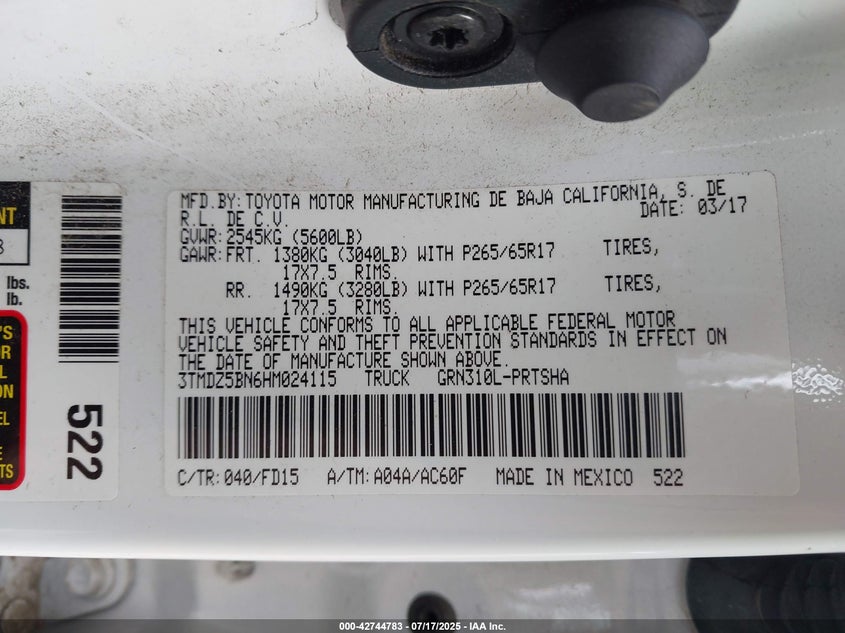 MFD.BY: TOYOTA MOTOR MANUFACTURING DE BAJA CALIFORNIA, S. DE
R.L. DE C.V. DATE: 03/17
GVWR: 2545KG (5600LB)
GAWR: FRT. 1380KG (3040LB) WITH P265/65R17 TIRES,
17X7.5 RIMS.
RR. 1490KG (3280LB) WITH P265/65R17 TIRES,
17X7.5 RIMS.
THIS VEHICLE CONFORMS TO ALL APPLICABLE FEDERAL MOTOR
VEHICLE SAFETY AND THEFT PREVENTION STANDARDS IN EFFECT ON
THE DATE OF MANUFACTURE SHOWN ABOVE.
3TMDZ5BN6HM024115 TRUCK GRN310L-PRTSHA
C/TR: 040/FD15 A/TM: A04A/AC60F MADE IN MEXICO 522
lbs.
lb.
522
000-42744783 - 07/17/2025 - IAA Inc.